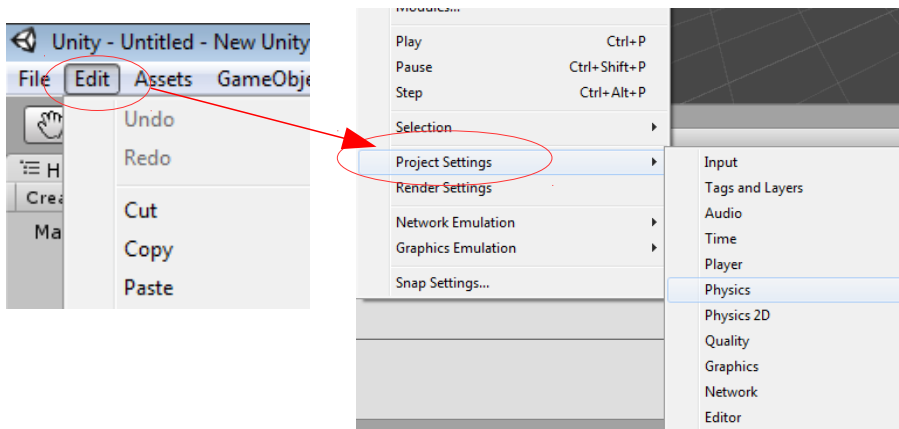 Unity - Untitled - New Unity
File Edit Assets GameObje
Undo
Redo
H
Crea
Cut
Ma
Copy
Paste
Modules...
Play Ctrl+P
Pause Ctrl+Shift+P
Step Ctrl+Alt+P
Selection
Project Settings
Render Settings
Network Emulation
Graphics Emulation
Snap Settings...
Input
Tags and Layers
Audio
Time
Player
Physics
Physics 2D
Quality
Graphics
Network
Editor